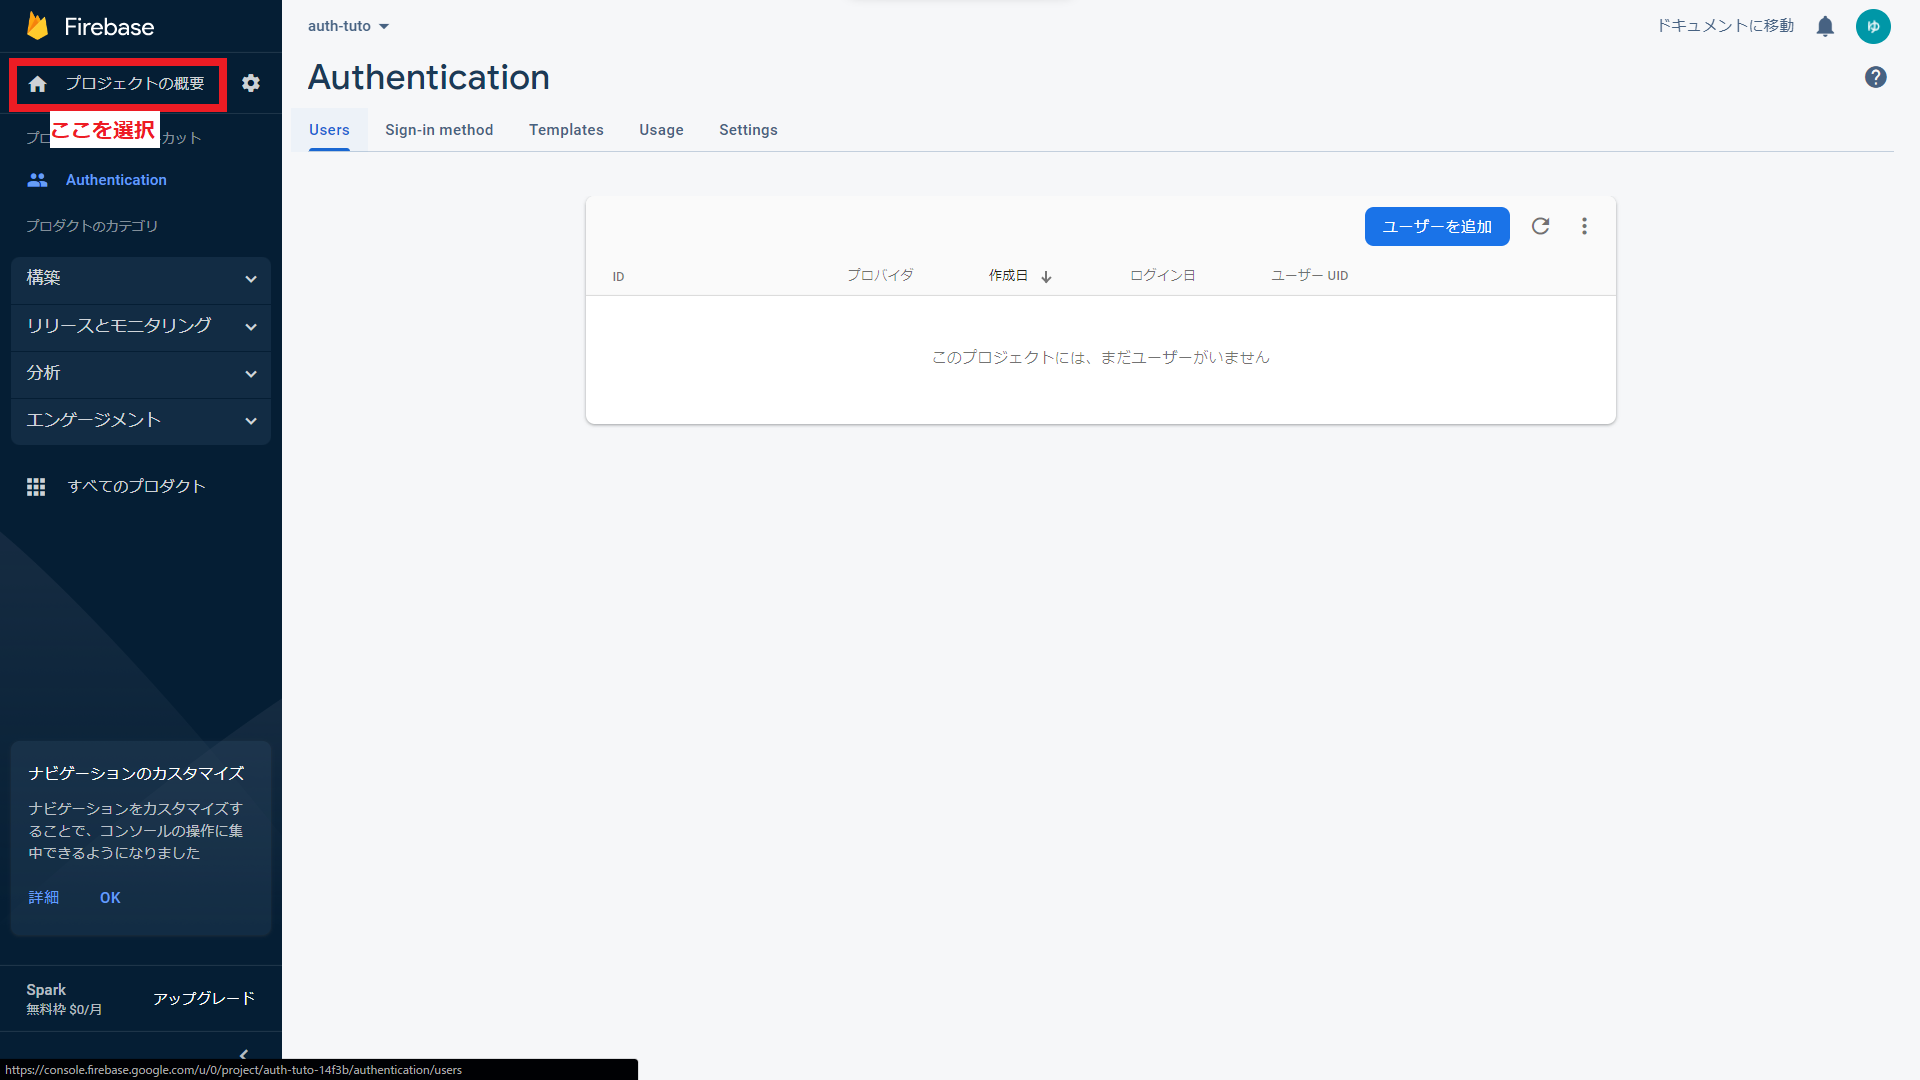 Firebase
プロジェクトの概要
ここを選択
プロ
カット
Authentication
プロダクトのカテゴリ
構築
リリースとモニタリング
分析
エンゲージメント
すべてのプロダクト
ナビゲーションのカスタマイズ
ナビゲーションをカスタマイズす
ることで、コンソールの操作に集
中できるようになりました
詳細 OK
Spark
無料枠 $0/月
アップグレード
https://console.firebase.google.com/u/0/project/auth-tuto-14f3b/authentication/users
auth-tuto
ドキュメントに移動
ゆ
Authentication
Users Sign-in method Templates Usage Settings
ユーザーを追加
ID プロバイダ 作成日 ログイン日 ユーザー UID
このプロジェクトには、まだユーザーがいません